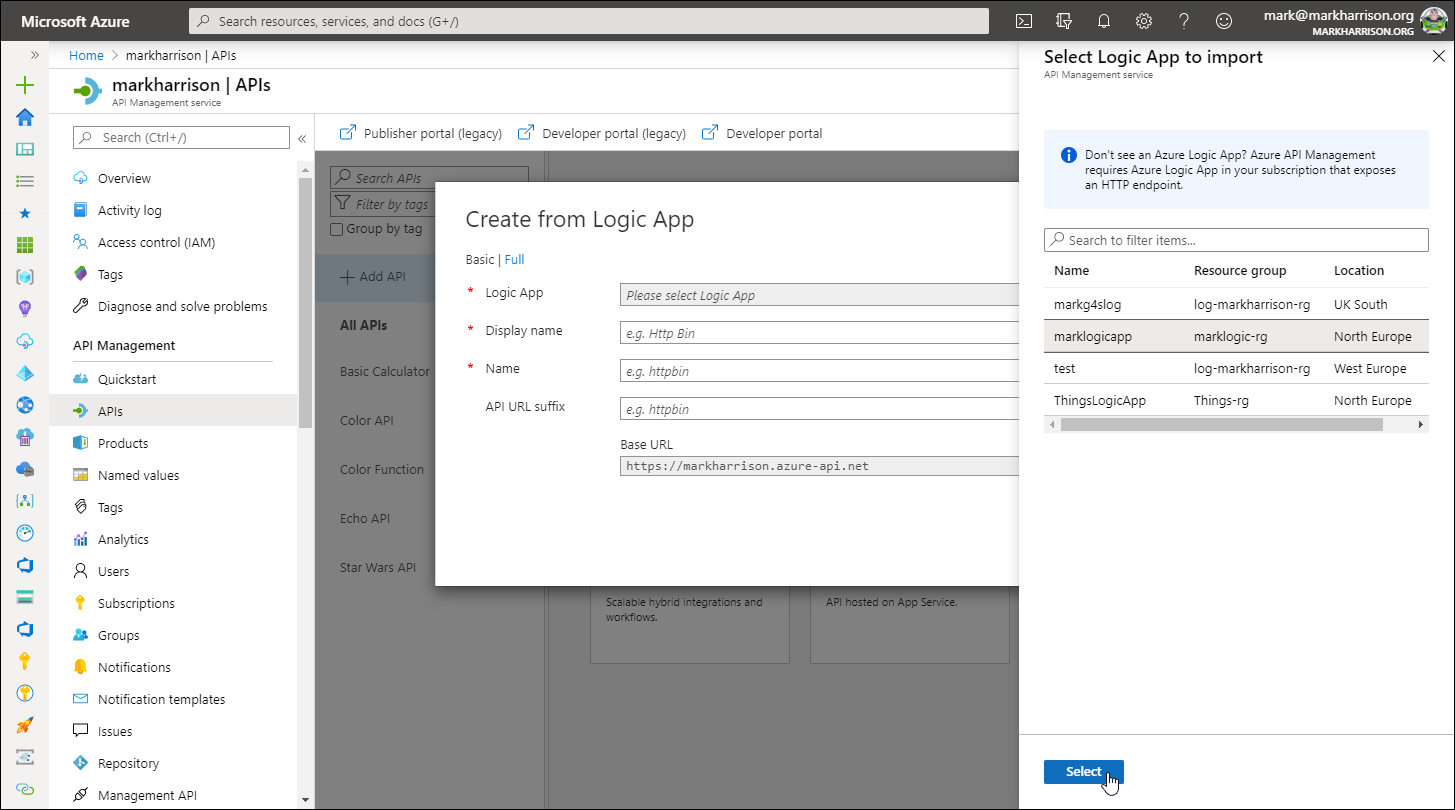 Microsoft Azure
Search resources, services, and docs (G+/)
mark@markharrison.org
MARKHARRISON.ORG
Home > markharrison | APIs
markharrison | APIs
API Management service
Search (Ctrl+/)
Overview
Activity log
Access control (IAM)
Tags
Diagnose and solve problems
API Management
Quickstart
APIs
Products
Named values
Tags
Analytics
Users
Subscriptions
Groups
Notifications
Notification templates
Issues
Repository
Management API
Publisher portal (legacy)
Developer portal (legacy)
Developer portal
Search APIs
Filter by tags
Group by tag
Add API
All APIs
Basic Calculator
Color API
Color Function
Echo API
Star Wars API
Create from Logic App
Basic | Full
* Logic App
Please select Logic App
* Display name
e.g. Http Bin
* Name
e.g. httpbin
API URL suffix
e.g. httpbin
Base URL
https://markharrison.azure-api.net
Scalable hybrid integrations and
workflows.
API hosted on App Service.
Select Logic App to import
API Management service
Don't see an Azure Logic App? Azure API Management
requires Azure Logic App in your subscription that exposes
an HTTP endpoint.
Search to filter items...
Name Resource group Location
markg4slog log-markharrison-rg UK South
marklogicapp marklogic-rg North Europe
test log-markharrison-rg West Europe
ThingsLogicApp Things-rg North Europe
Select